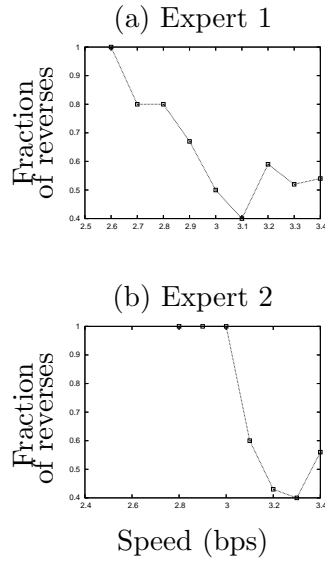 (a) Expert 1
Fraction
of reverses
1
0.9
0.8
0.7
0.6
0.5
0.4
2.5 2.6 2.7 2.8 2.9 3 3.1 3.2 3.3 3.4
(b) Expert 2
Fraction
of reverses
1
0.9
0.8
0.7
0.6
0.5
0.4
2.4 2.6 2.8 3 3.2 3.4
Speed (bps)